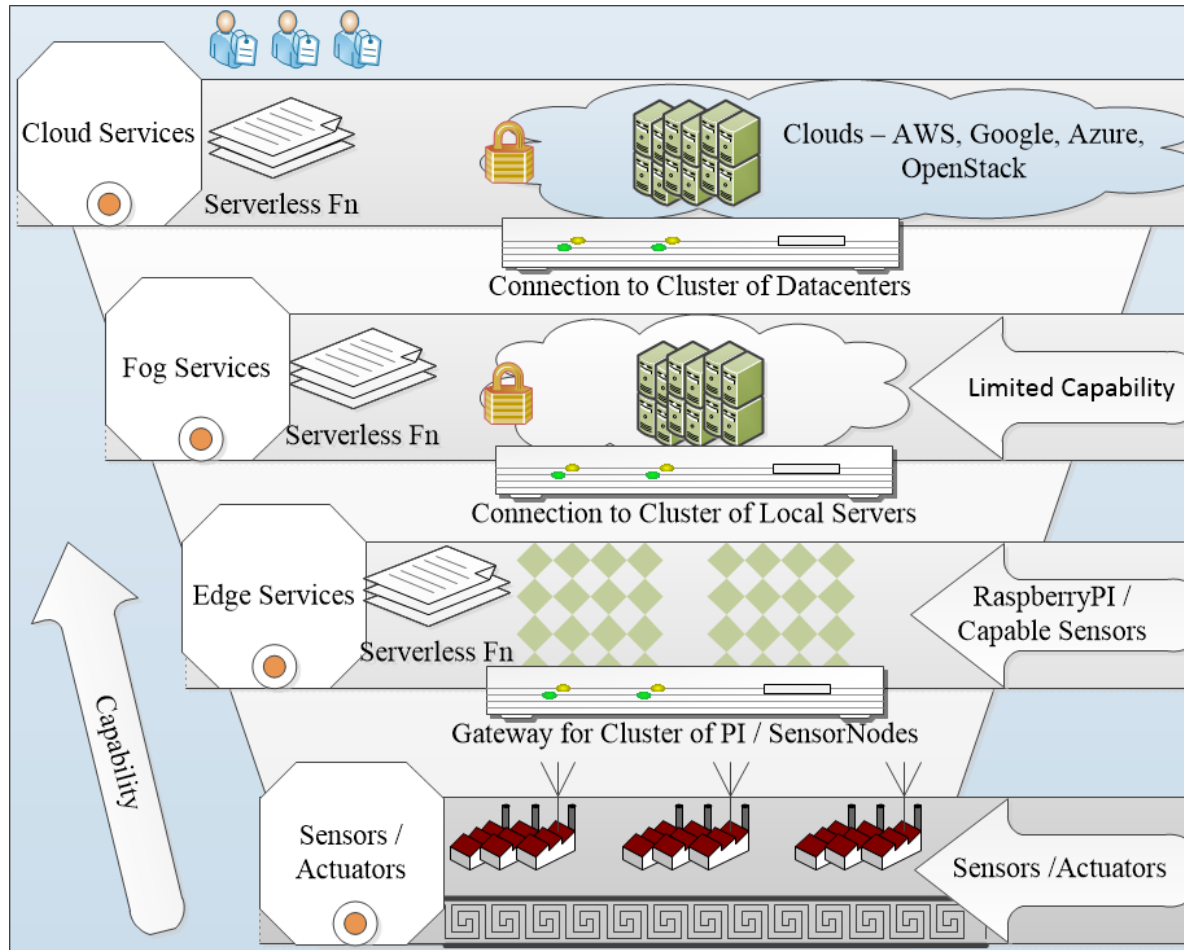 Cloud Services
Serverless Fn
Clouds – AWS, Google, Azure,
OpenStack
Connection to Cluster of Datacenters
Fog Services
Serverless Fn
Limited Capability
Connection to Cluster of Local Servers
Edge Services
Serverless Fn
RaspberryPI /
Capable Sensors
Gateway for Cluster of PI / SensorNodes
Capability
Sensors /
Actuators
Sensors /Actuators